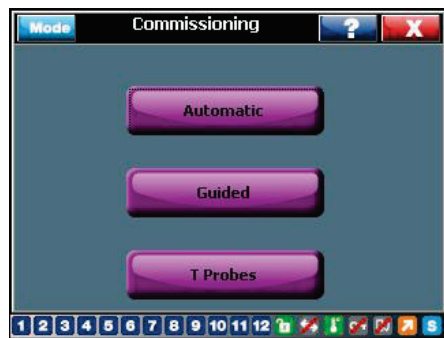 Mode Commissioning ? X
Automatic
Guided
T Probes
1 2 3 4 5 6 7 8 9 10 11 12 S